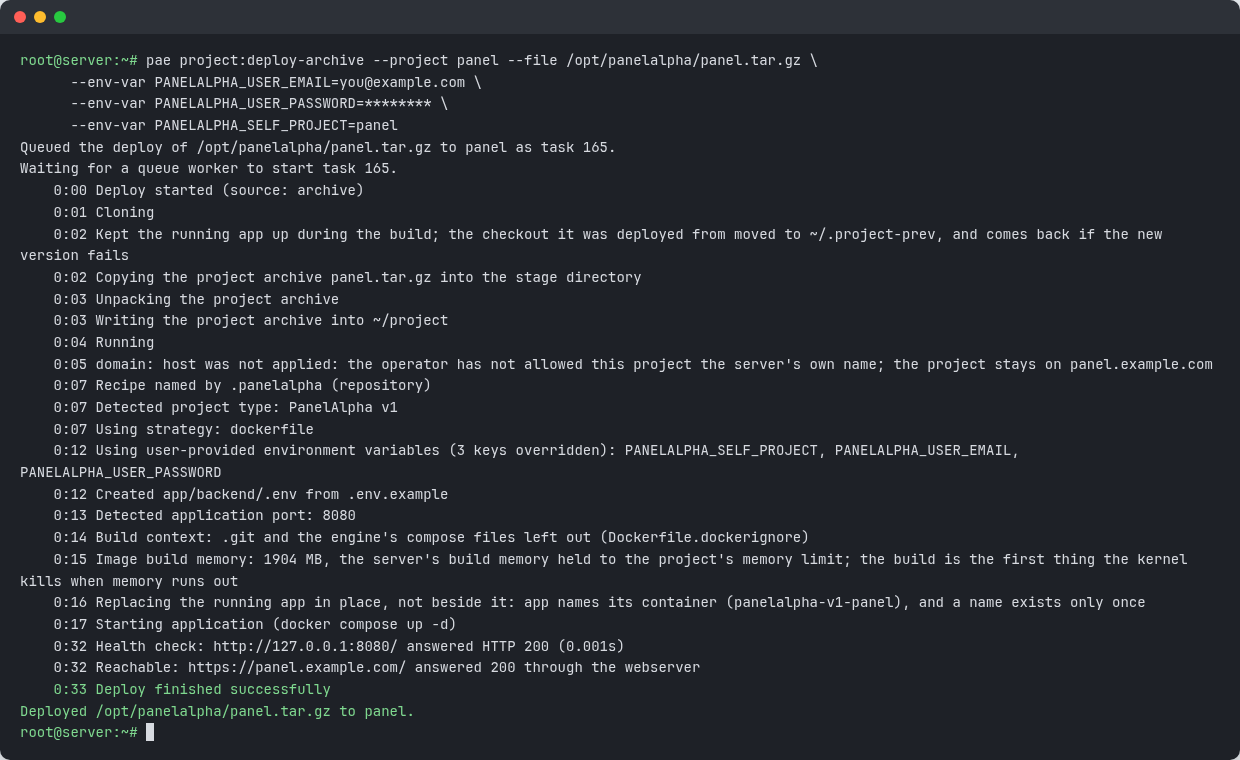 root@server:~# pae project:deploy-archive --project panel --file /opt/panelalpha/panel.tar.gz \
      --env-var PANELALPHA_USER_EMAIL=you@example.com \
      --env-var PANELALPHA_USER_PASSWORD=******** \
      --env-var PANELALPHA_SELF_PROJECT=panel
Queued the deploy of /opt/panelalpha/panel.tar.gz to panel as task 165.
Waiting for a queue worker to start task 165.
    0:00 Deploy started (source: archive)
    0:01 Cloning
    0:02 Kept the running app up during the build; the checkout it was deployed from moved to ~/.project-prev, and comes back if the new
version fails
    0:02 Copying the project archive panel.tar.gz into the stage directory
    0:03 Unpacking the project archive
    0:03 Writing the project archive into ~/project
    0:04 Running
    0:05 domain: host was not applied: the operator has not allowed this project the server's own name; the project stays on panel.example.com
    0:07 Recipe named by .panelalpha (repository)
    0:07 Detected project type: PanelAlpha v1
    0:07 Using strategy: dockerfile
    0:12 Using user-provided environment variables (3 keys overridden): PANELALPHA_SELF_PROJECT, PANELALPHA_USER_EMAIL,
PANELALPHA_USER_PASSWORD
    0:12 Created app/backend/.env from .env.example
    0:13 Detected application port: 8080
    0:14 Build context: .git and the engine's compose files left out (Dockerfile.dockerignore)
    0:15 Image build memory: 1904 MB, the server's build memory held to the project's memory limit; the build is the first thing the kernel
kills when memory runs out
    0:16 Replacing the running app in place, not beside it: app names its container (panelalpha-v1-panel), and a name exists only once
    0:17 Starting application (docker compose up -d)
    0:32 Health check: http://127.0.0.1:8080/ answered HTTP 200 (0.001s)
    0:32 Reachable: https://panel.example.com/ answered 200 through the webserver
    0:33 Deploy finished successfully
Deployed /opt/panelalpha/panel.tar.gz to panel.
root@server:~#